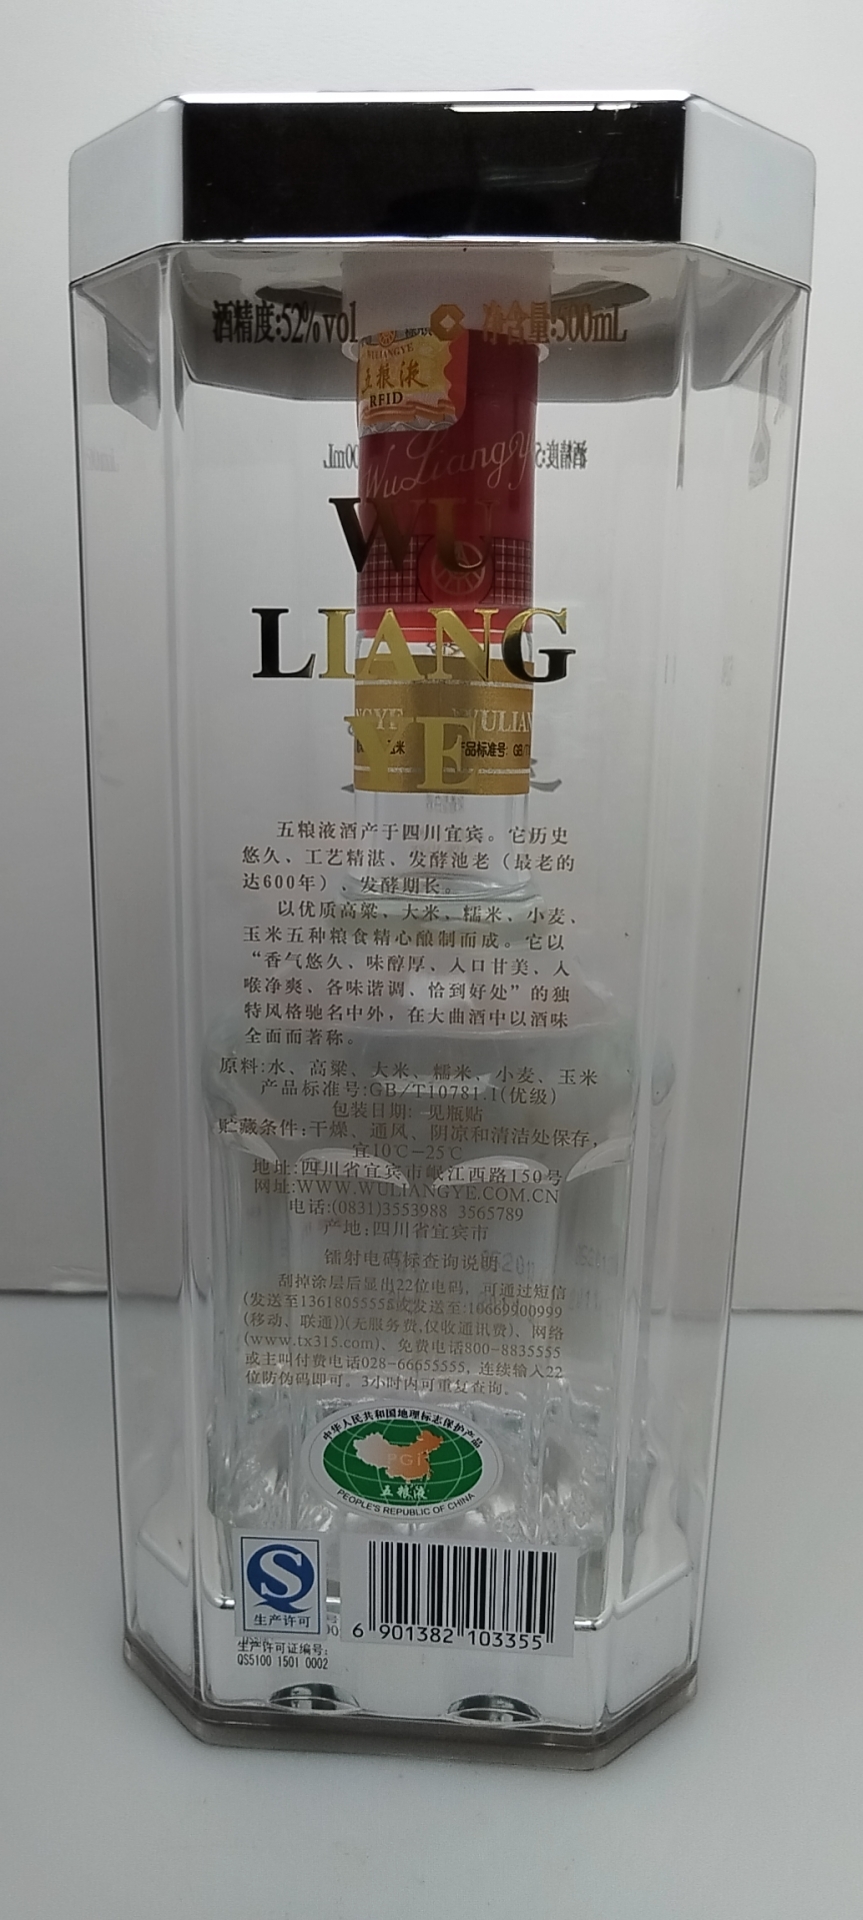 酒精度:52%vol
净含量:500mL
WULIANGYE
五粮液
RFID
WuLiangY
WU
LIANG
YE
NGYE WULIAN
产品标准号: GB/T
五粮液酒产于四川宜宾。它历史
悠久、工艺精湛、发酵池老（最老的
达600年）、发酵期长。
以优质高粱、大米、糯米、小麦、
玉米五种粮食精心酿制而成。它以
“香气悠久、味醇厚、入口甘美、入
喉净爽、各味谐调、恰到好处”的独
特风格驰名中外，在大曲酒中以酒味
全面而著称。
原料:水、高粱、大米、糯米、小麦、玉米
产品标准号:GB/T10781.1(优级)
包装日期: 见瓶贴
贮藏条件:干燥、通风、阴凉和清洁处保存,
宜10℃-25℃
地址:四川省宜宾市岷江西路150号
网址:WWW.WULIANGYE.COM.CN
电话:(0831)3553988 3565789
产地:四川省宜宾市
镭射电码标查询说明
刮掉涂层后显出22位电码，可通过短信
(发送至13618055555或发送至:10669900999
(移动、联通))(无服务费,仅收通讯费)、网络
(www.tx315.com)、免费电话800-8835555
或主叫付费电话028-66655555, 连续输入22
位防伪码即可。3小时内可重复查询。
中华人民共和国地理标志保护产品
PGI
五粮液
PEOPLE'S REPUBLIC OF CHINA
生产许可
生产许可证编号:
QS5100 1501 0002
6 901382 103355